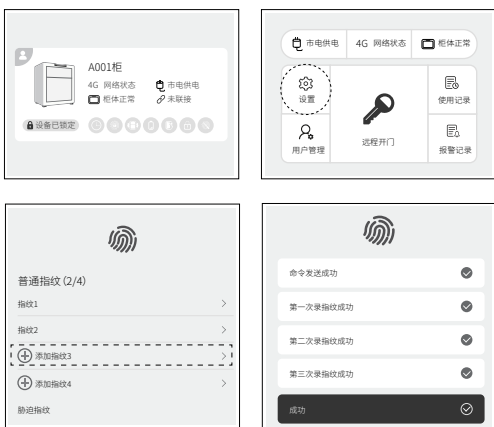 A001柜
4G 网络状态 市电供电
柜体正常 未联接
设备已锁定
市电供电 4G 网络状态 柜体正常
设置
远程开门
使用记录
用户管理
报警记录
普通指纹 (2/4)
指纹1
指纹2
添加指纹3
添加指纹4
胁迫指纹
命令发送成功
第一次录指纹成功
第二次录指纹成功
第三次录指纹成功
成功